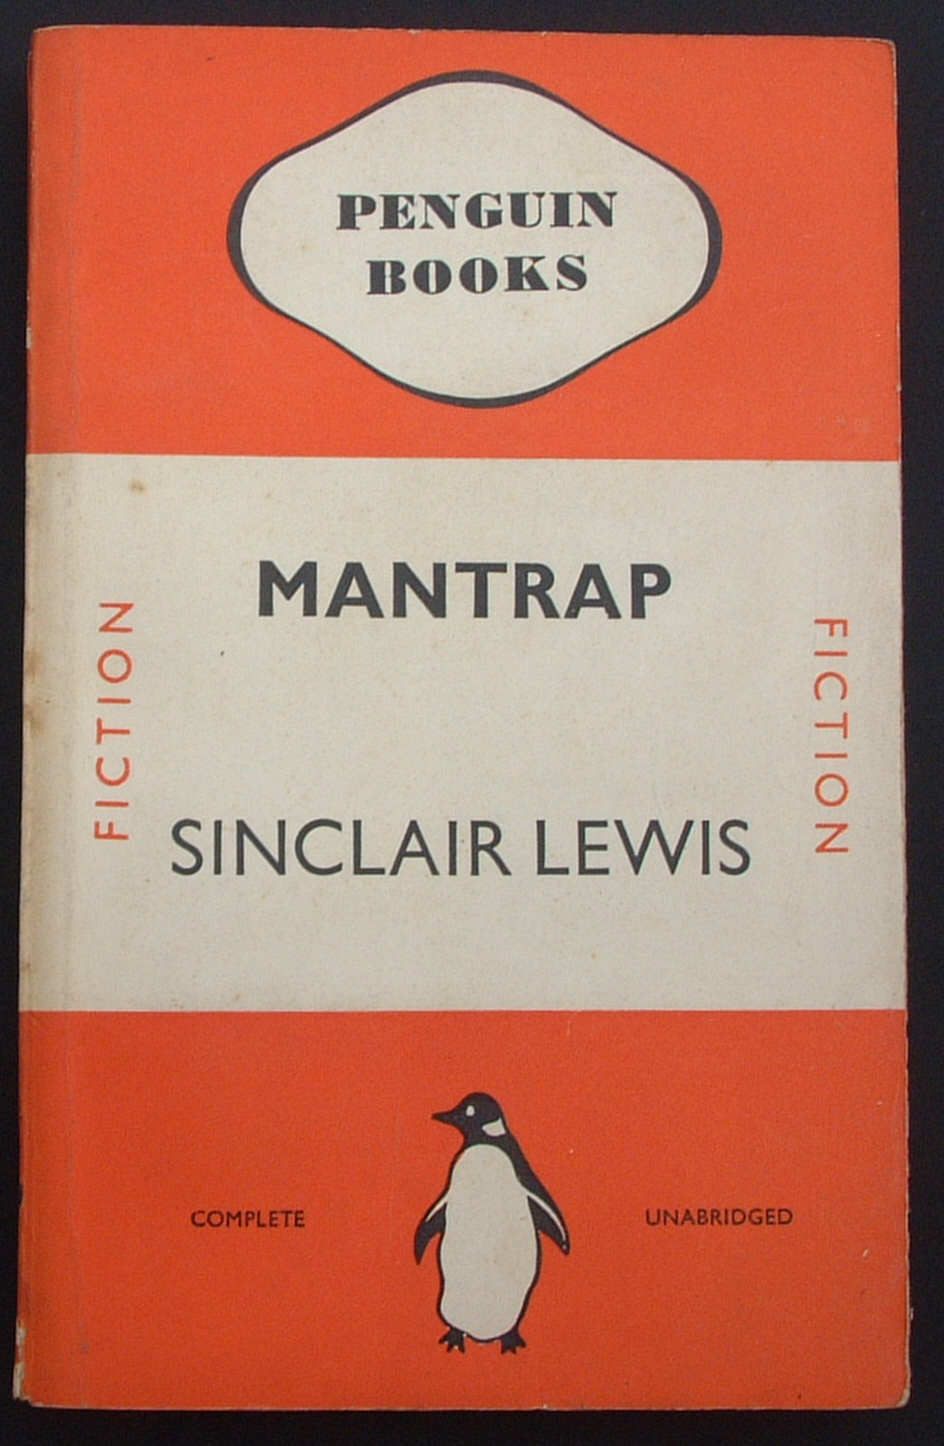 PENGUIN
BOOKS
MANTRAP
FICTION
FICTION
SINCLAIR LEWIS
COMPLETE
UNABRIDGED